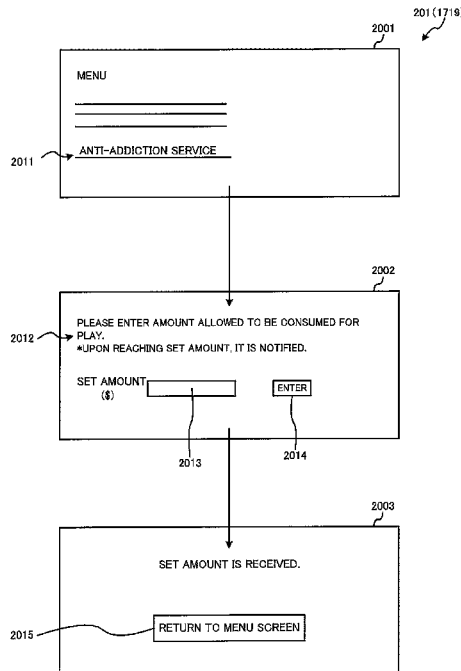 201(1719)
2001
MENU
ANTI-ADDICTION SERVICE
2011
2002
PLEASE ENTER AMOUNT ALLOWED TO BE CONSUMED FOR
PLAY.
2012
*UPON REACHING SET AMOUNT, IT IS NOTIFIED.
SET AMOUNT
($)
ENTER
2013
2014
2003
SET AMOUNT IS RECEIVED.
RETURN TO MENU SCREEN
2015